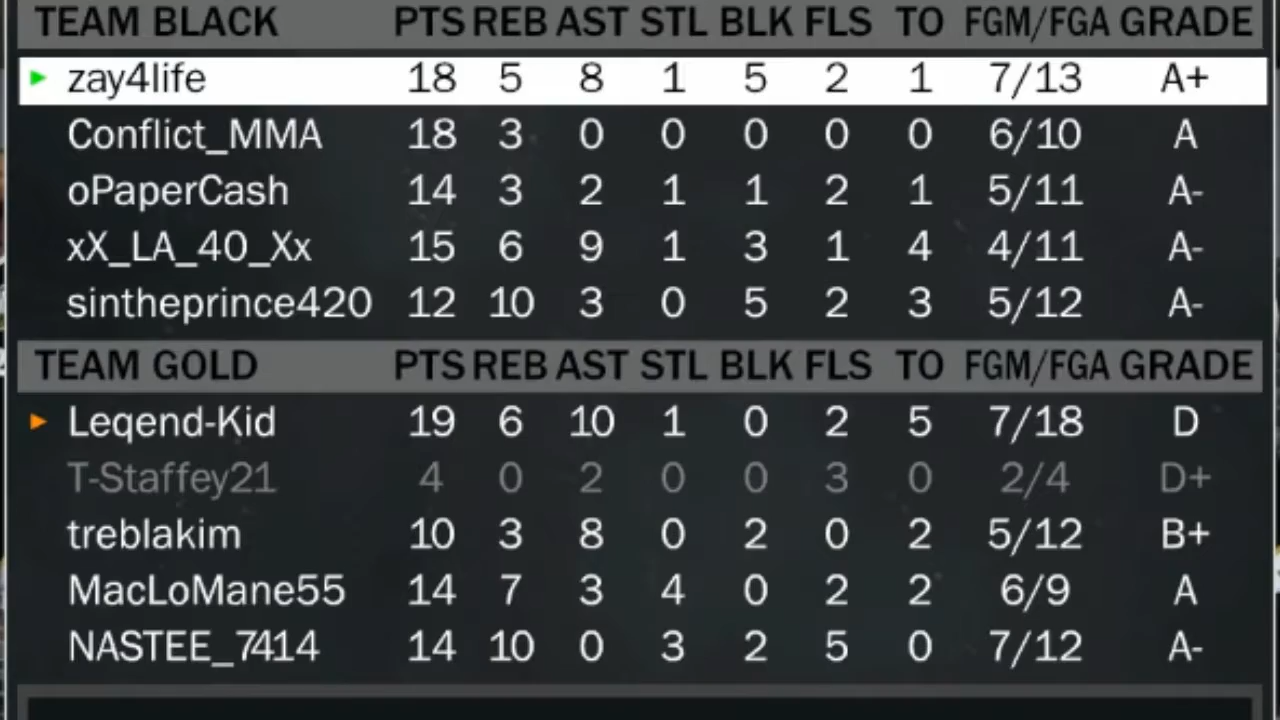 TEAM BLACK PTS REB AST STL BLK FLS TO FGM/FGA GRADE
zay4life 18 5 8 1 5 2 1 7/13 A+
Conflict_MMA 18 3 0 0 0 0 0 6/10 A
oPaperCash 14 3 2 1 1 2 1 5/11 A-
xX_LA_40_Xx 15 6 9 1 3 1 4 4/11 A-
sintheprince420 12 10 3 0 5 2 3 5/12 A-
TEAM GOLD PTS REB AST STL BLK FLS TO FGM/FGA GRADE
Leqend-Kid 19 6 10 1 0 2 5 7/18 D
T-Staffey21 4 0 2 0 0 3 0 2/4 D+
treblakim 10 3 8 0 2 0 2 5/12 B+
MacLoMane55 14 7 3 4 0 2 2 6/9 A
NASTEE_7414 14 10 0 3 2 5 0 7/12 A-